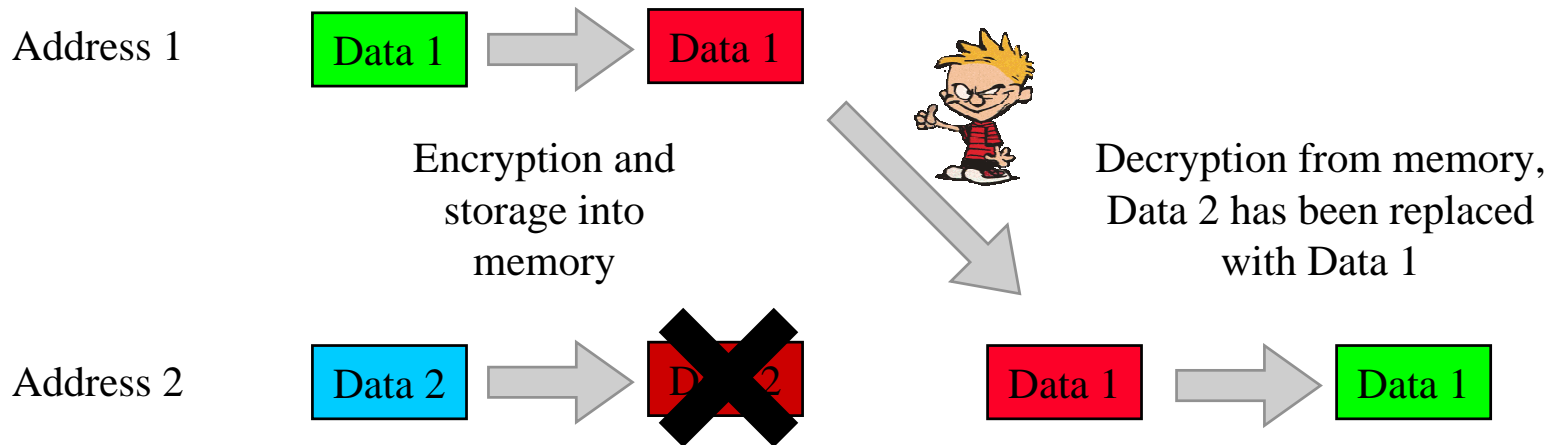 Address 1
Data 1
Data 1
Encryption and
storage into
memory
Decryption from memory,
Data 2 has been replaced
with Data 1
Address 2
Data 2
Data 1
Data 1